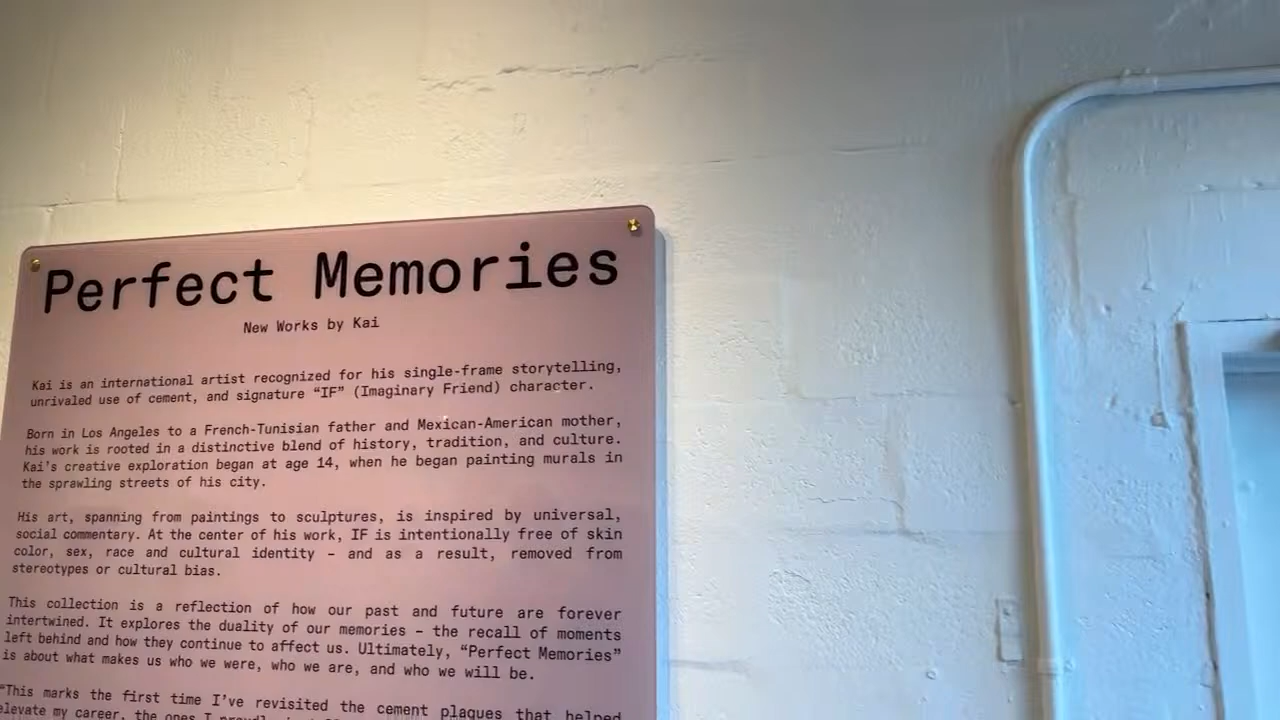 Perfect Memories
New Works by Kai
Kai is an international artist recognized for his single-frame storytelling,
unrivaled use of cement, and signature “IF” (Imaginary Friend) character.
Born in Los Angeles to a French-Tunisian father and Mexican-American mother,
his work is rooted in a distinctive blend of history, tradition, and culture.
Kai’s creative exploration began at age 14, when he began painting murals in
the sprawling streets of his city.
His art, spanning from paintings to sculptures, is inspired by universal,
social commentary. At the center of his work, IF is intentionally free of skin
color, sex, race and cultural identity – and as a result, removed from
stereotypes or cultural bias.
This collection is a reflection of how our past and future are forever
intertwined. It explores the duality of our memories – the recall of moments
left behind and how they continue to affect us. Ultimately, “Perfect Memories”
is about what makes us who we were, who we are, and who we will be.
“This marks the first time I’ve revisited the cement plaques that helped
elevate my career, the ones I